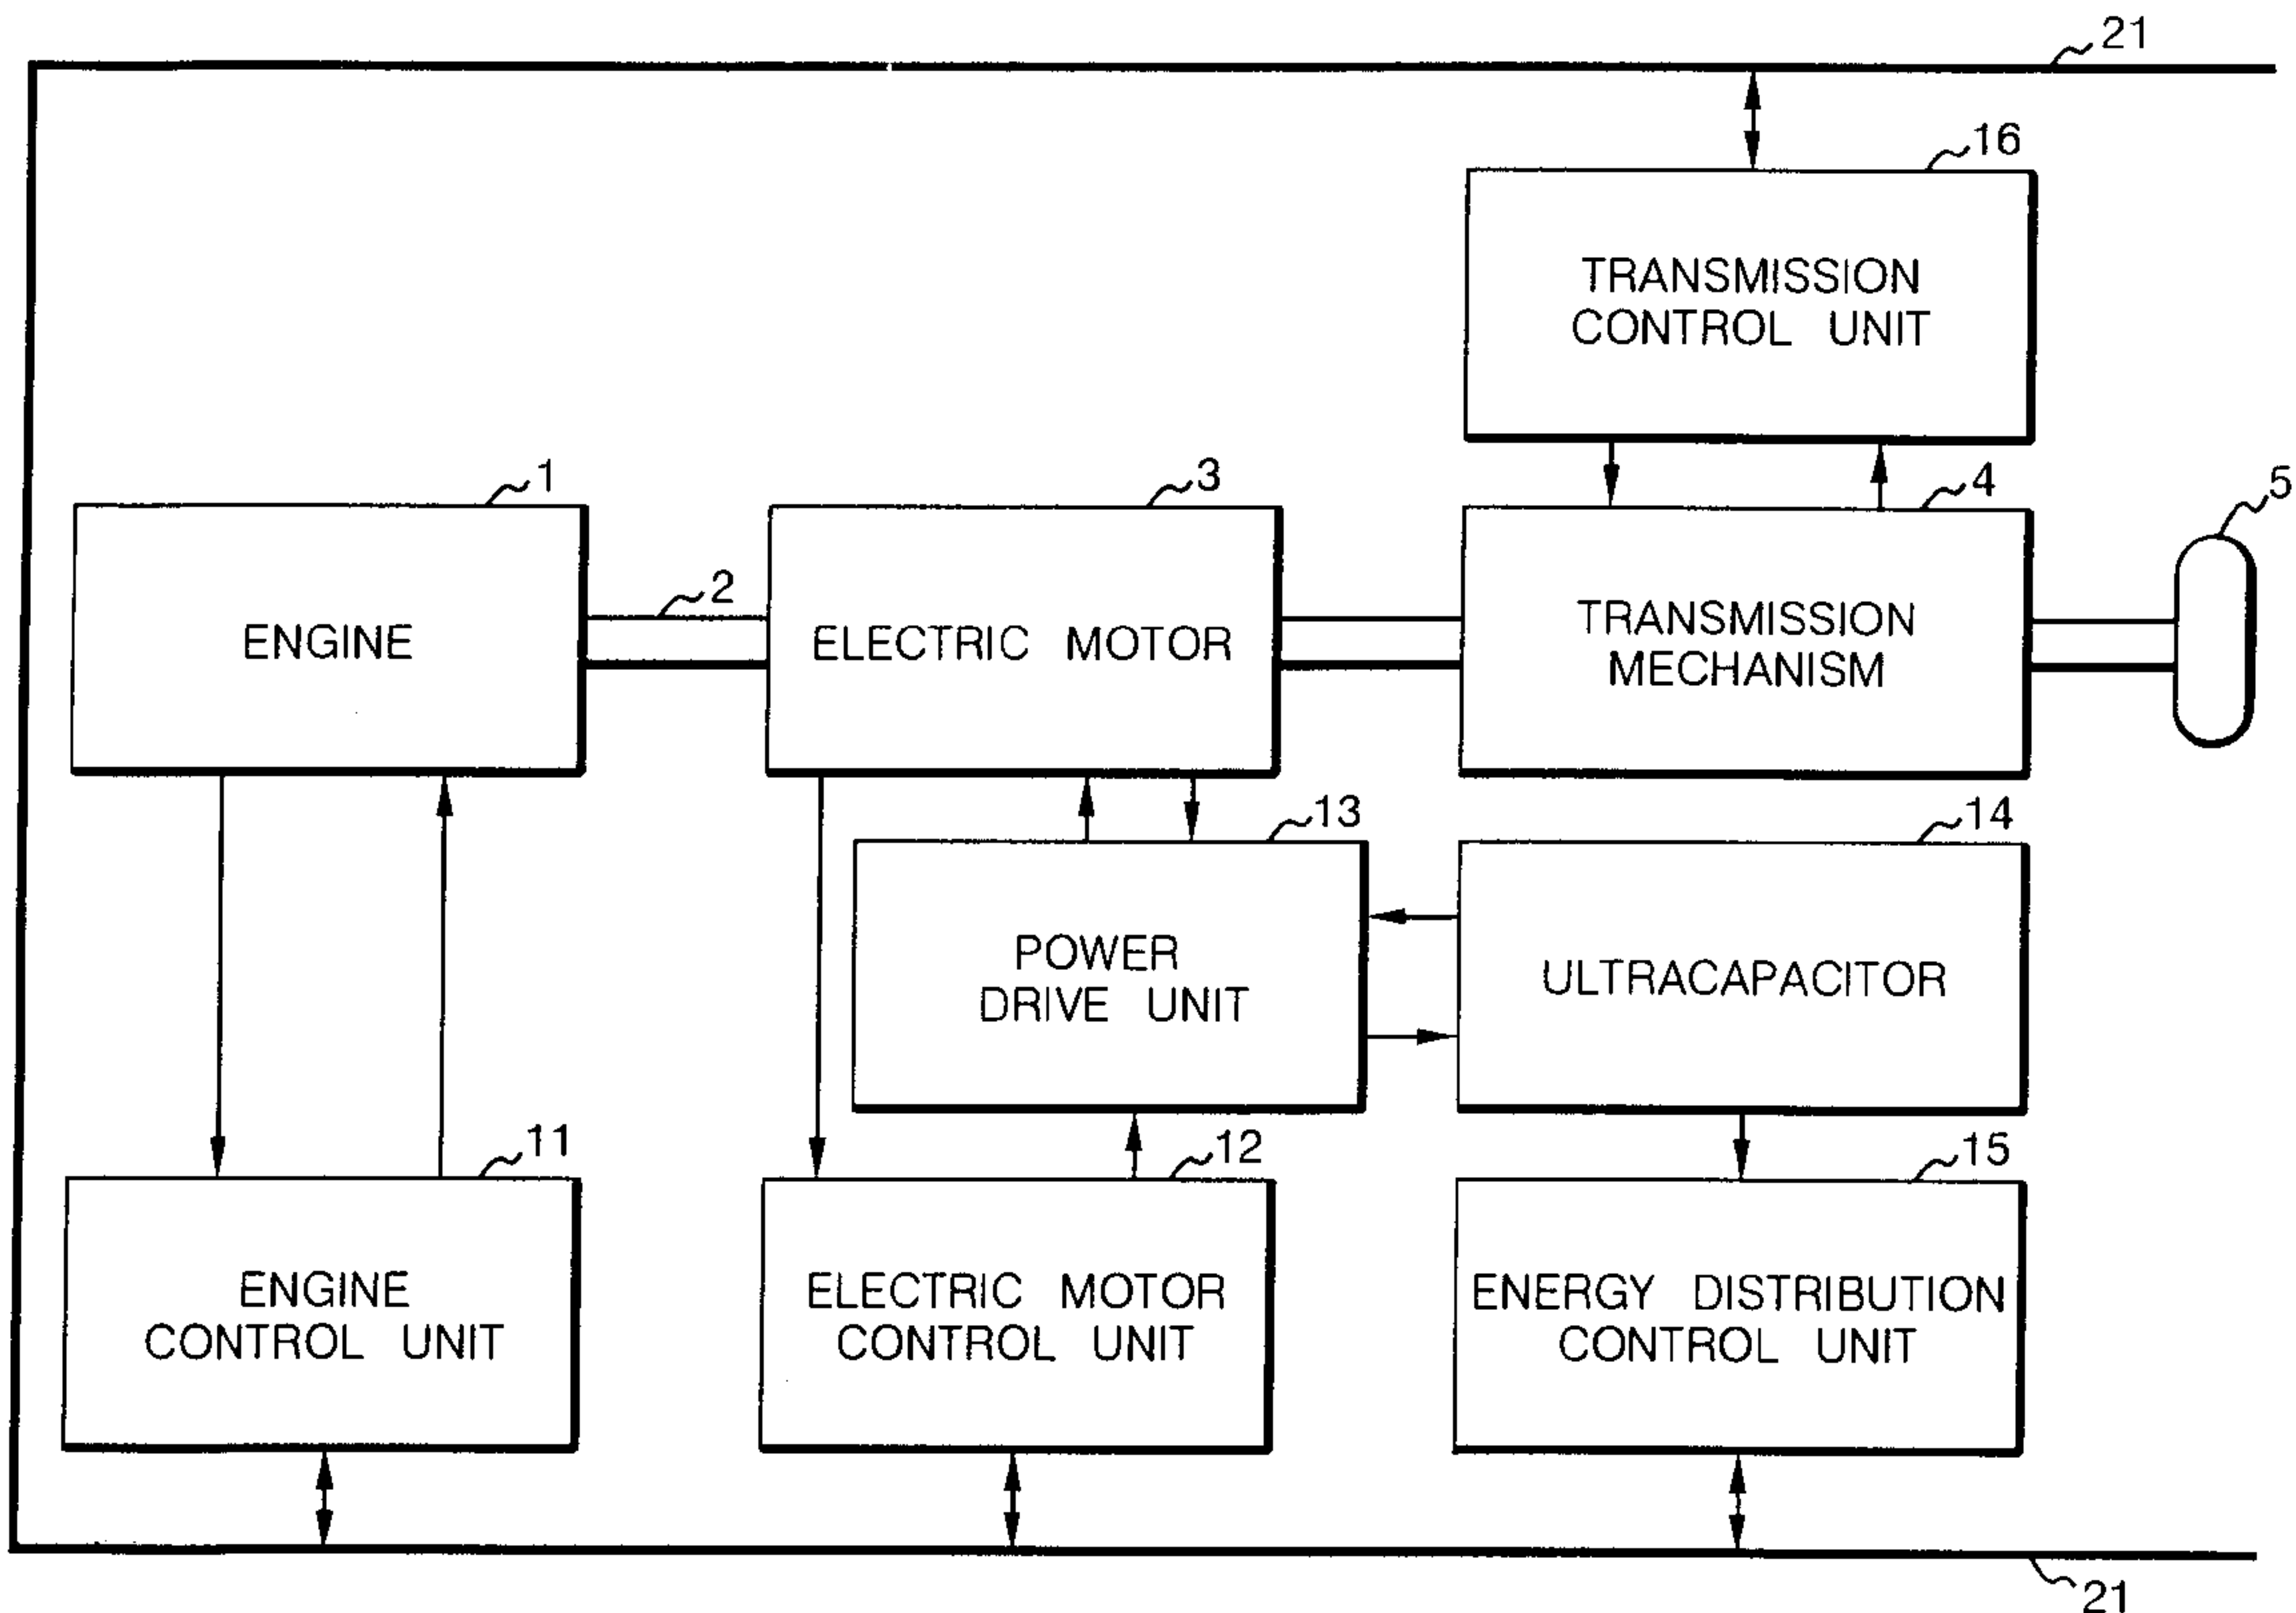 21
16
TRANSMISSION
CONTROL UNIT
1
3
4
5
2
ENGINE
ELECTRIC MOTOR
TRANSMISSION
MECHANISM
13
14
POWER
DRIVE UNIT
ULTRACAPACITOR
11
12
15
ENGINE
CONTROL UNIT
ELECTRIC MOTOR
CONTROL UNIT
ENERGY DISTRIBUTION
CONTROL UNIT
21